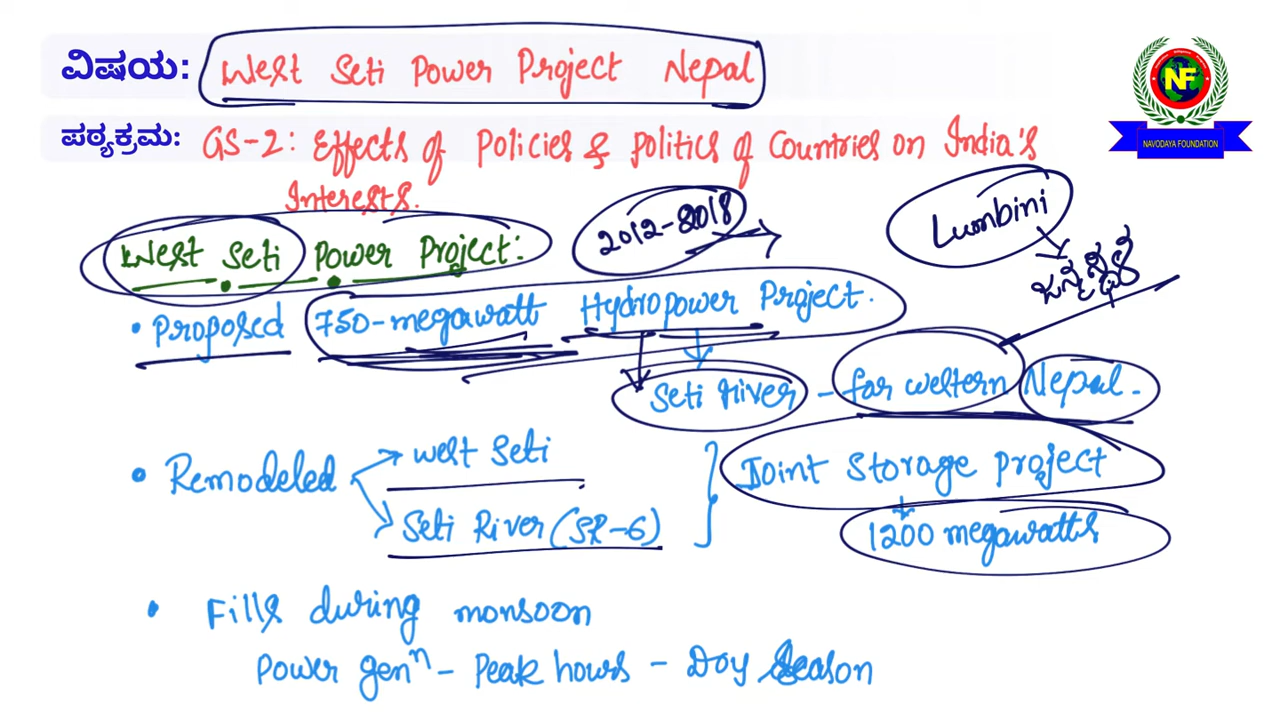 ವಿಷಯ: West Seti Power Project Nepal
NF
NAVODAYA FOUNDATION
ಪಠ್ಯಕ್ರಮ: GS-2: Effects of Policies & politics of Countries on India's
Interests.
West Seti Power Project:
2012-2018
Lumbini
• Proposed 750-megawatt Hydropower Project.
Seti River - far western Nepal.
• Remodeled
west Seti
Seti River (SR-6)
Joint Storage project
1200 megawatts
• Fills during monsoon
Power genⁿ - Peak hours - Dry Season